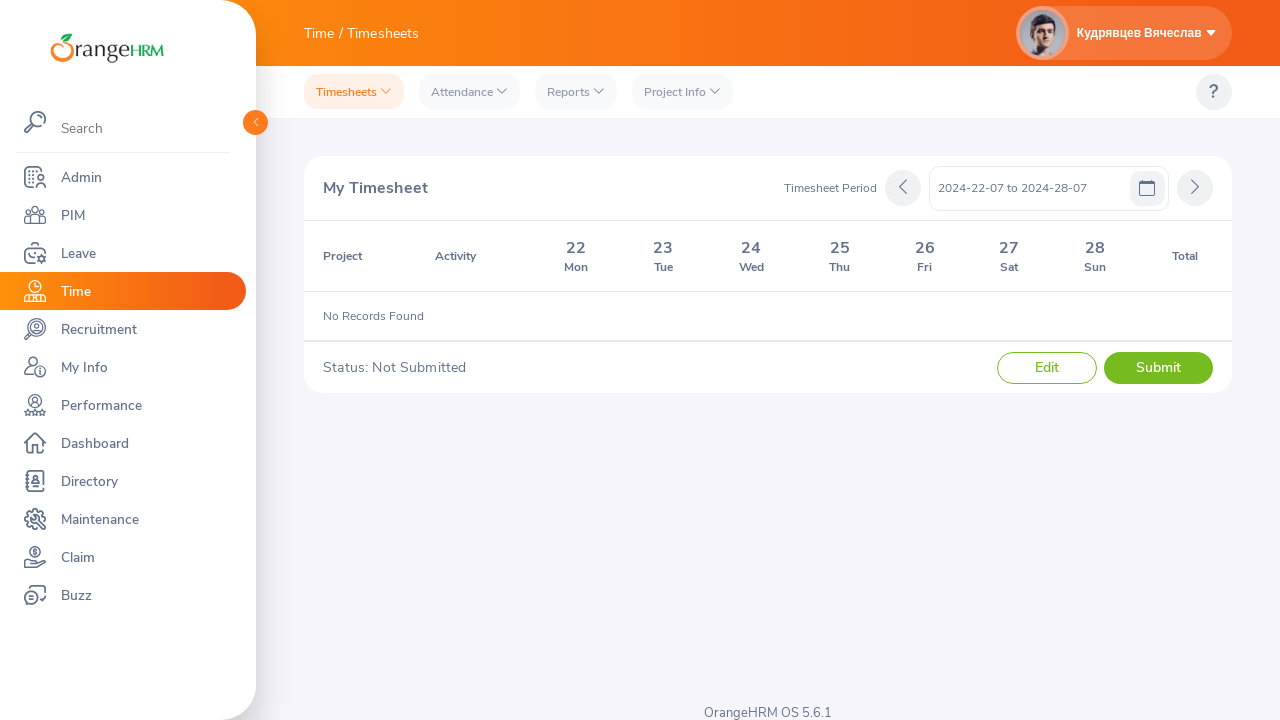 OrangeHRM
Time / Timesheets
Кудрявцев Вячеслав
Timesheets
Attendance
Reports
Project Info
?
Search
Admin
PIM
Leave
Time
Recruitment
My Info
Performance
Dashboard
Directory
Maintenance
Claim
Buzz
My Timesheet
Timesheet Period
2024-22-07 to 2024-28-07
Project Activity 22 Mon 23 Tue 24 Wed 25 Thu 26 Fri 27 Sat 28 Sun Total
No Records Found
Status: Not Submitted
Edit
Submit
OrangeHRM OS 5.6.1